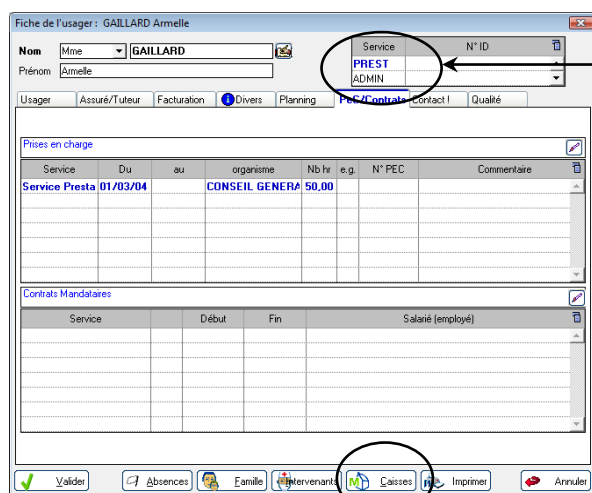 Fiche de l'usager : GAILLARD Armelle
Nom Mme GAILLARD
Prénom Armelle
Service N° ID
PREST
ADMIN
Usager Assuré/Tuteur Facturation Divers Planning PeC/Contrats Contact ! Qualité
Prises en charge
Service Du au organisme Nb hr e.g. N° PEC Commentaire
Service Presta 01/03/04 CONSEIL GENERA 50,00
Contrats Mandataires
Service Début Fin Salarié (employé)
Valider Absences Famille Intervenants Caisses Imprimer Annuler